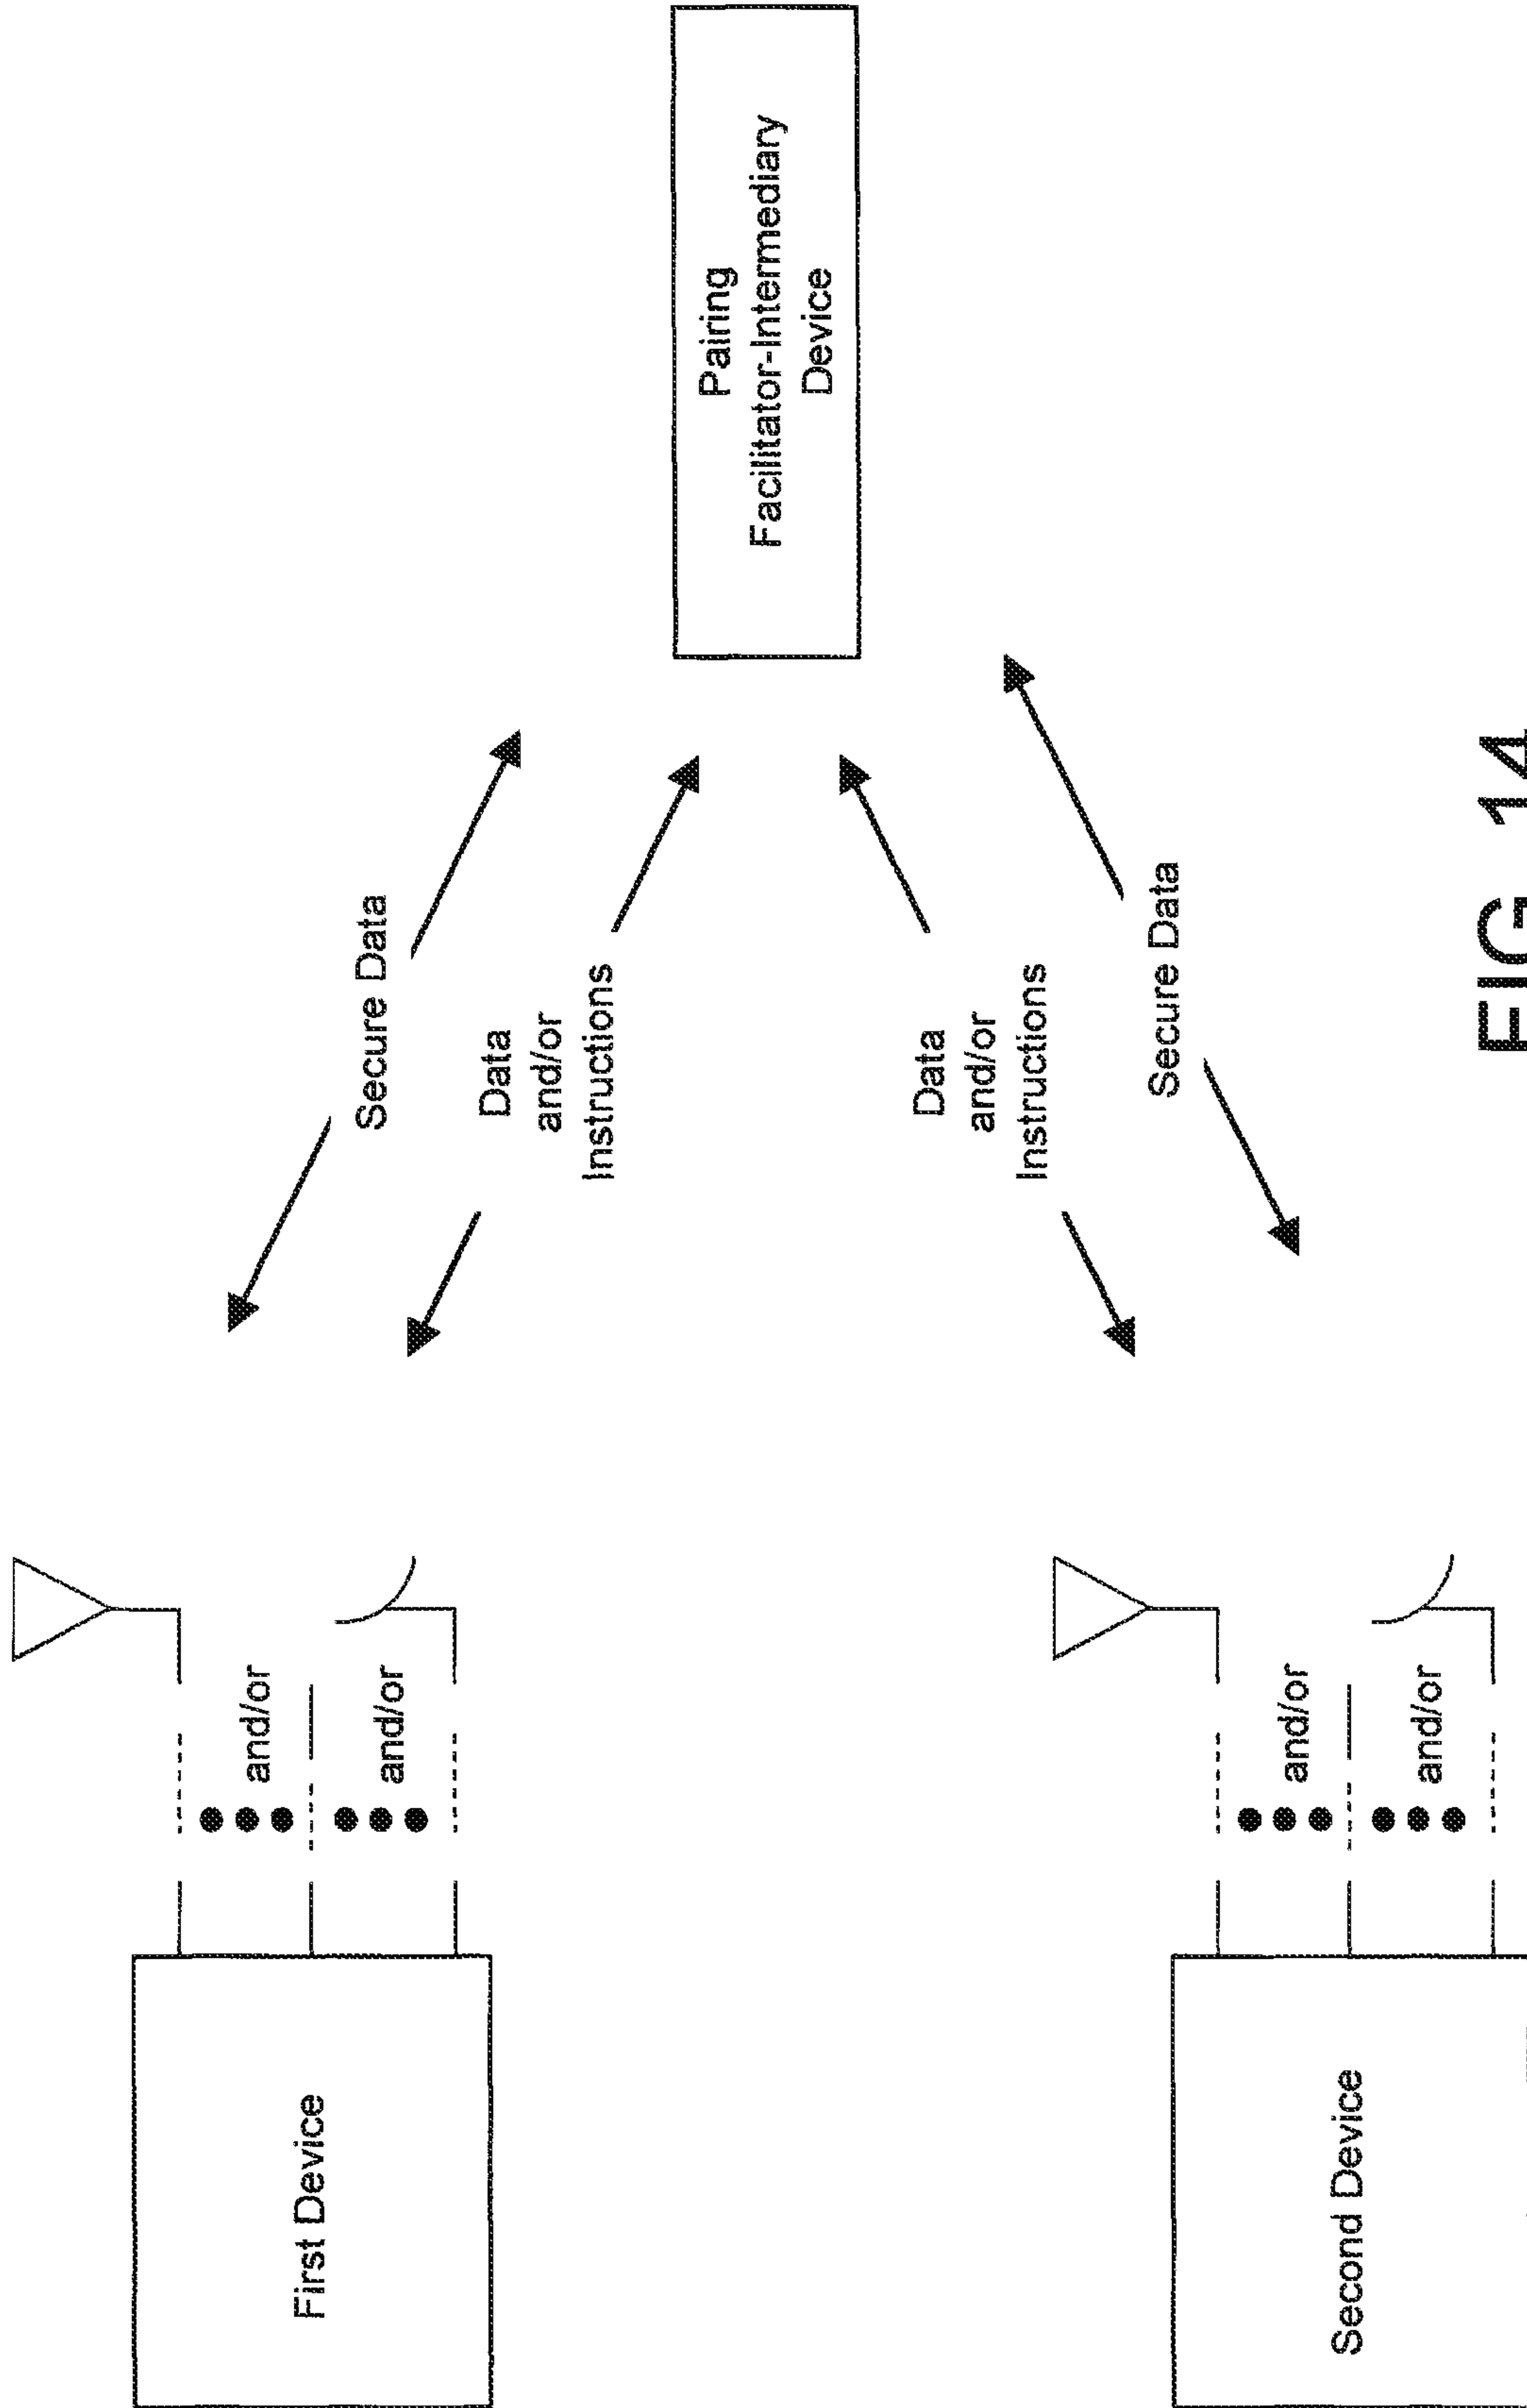 First Device
and/or
and/or
Secure Data
Data
and/or
Instructions
Pairing
Facilitator-Intermediary
Device
Data
and/or
Instructions
Secure Data
Second Device
and/or
and/or
FIG. 14